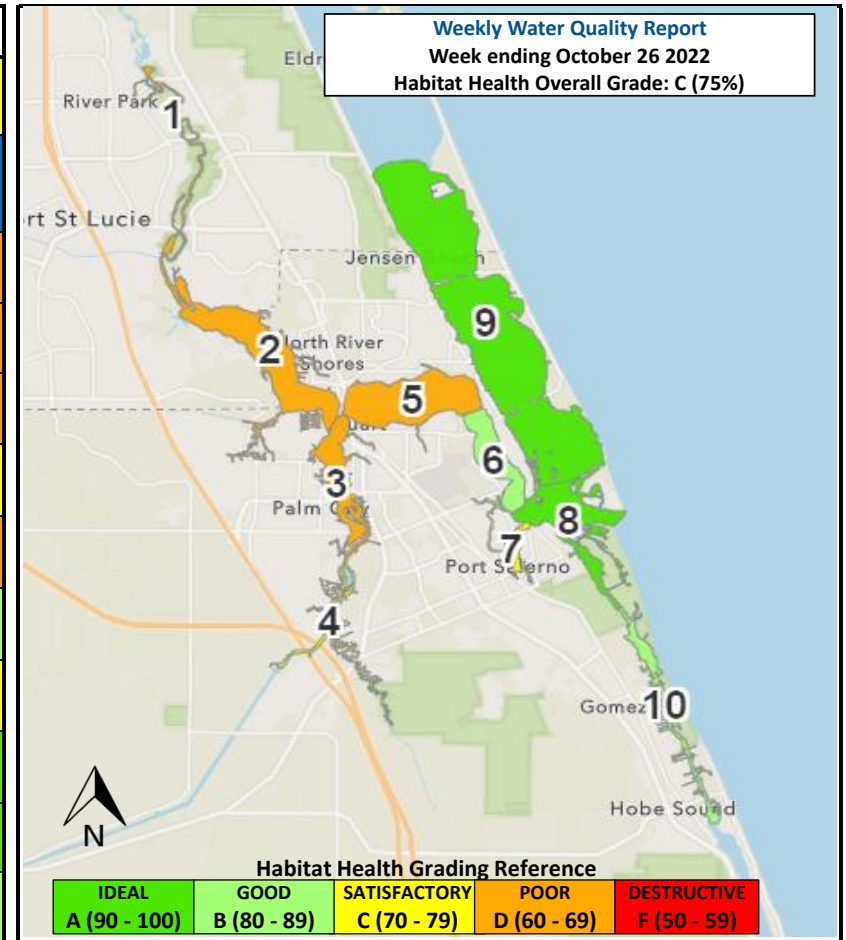 Weekly Water Quality Report
Week ending October 26 2022
Habitat Health Overall Grade: C (75%)
Eldr
River Park
1
rt St Lucie
Jensen Beach
9
2
North River
Shores
5
6
3
Palm City
8
7
Port Salerno
4
Gomez
10
Hobe Sound
N
Habitat Health Grading Reference
IDEAL GOOD SATISFACTORY POOR DESTRUCTIVE
A (90 - 100) B (80 - 89) C (70 - 79) D (60 - 69) F (50 - 59)